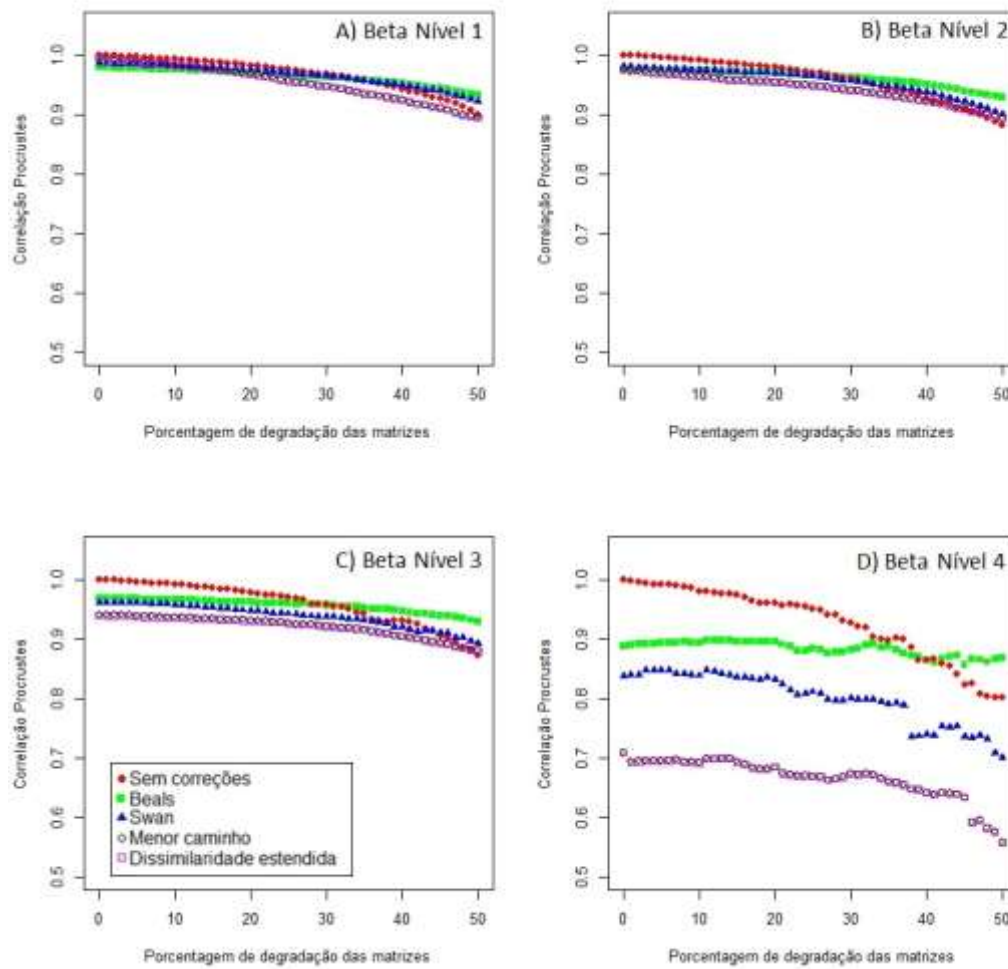 A) Beta Nível 1
Correlação Procrustes
1.0
0.9
0.8
0.7
0.6
0.5
0 10 20 30 40 50
Porcentagem de degradação das matrizes
B) Beta Nível 2
Correlação Procrustes
1.0
0.9
0.8
0.7
0.6
0.5
0 10 20 30 40 50
Porcentagem de degradação das matrizes
C) Beta Nível 3
Correlação Procrustes
1.0
0.9
0.8
0.7
0.6
0.5
Sem correções
Beals
Swan
Menor caminho
Dissimilaridade estendida
0 10 20 30 40 50
Porcentagem de degradação das matrizes
D) Beta Nível 4
Correlação Procrustes
1.0
0.9
0.8
0.7
0.6
0.5
0 10 20 30 40 50
Porcentagem de degradação das matrizes